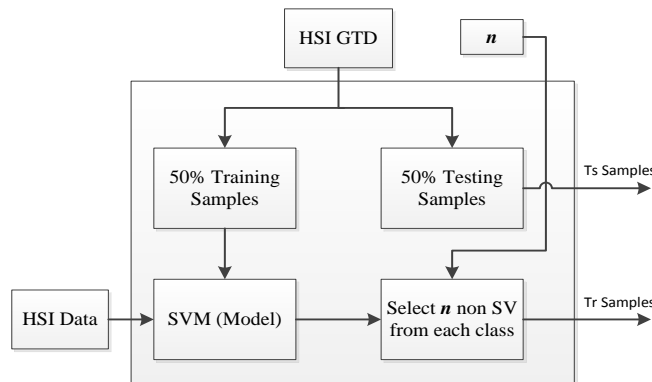 HSI GTD
n
50% Training
Samples
50% Testing
Samples
Ts Samples
HSI Data
SVM (Model)
Select n non SV
from each class
Tr Samples